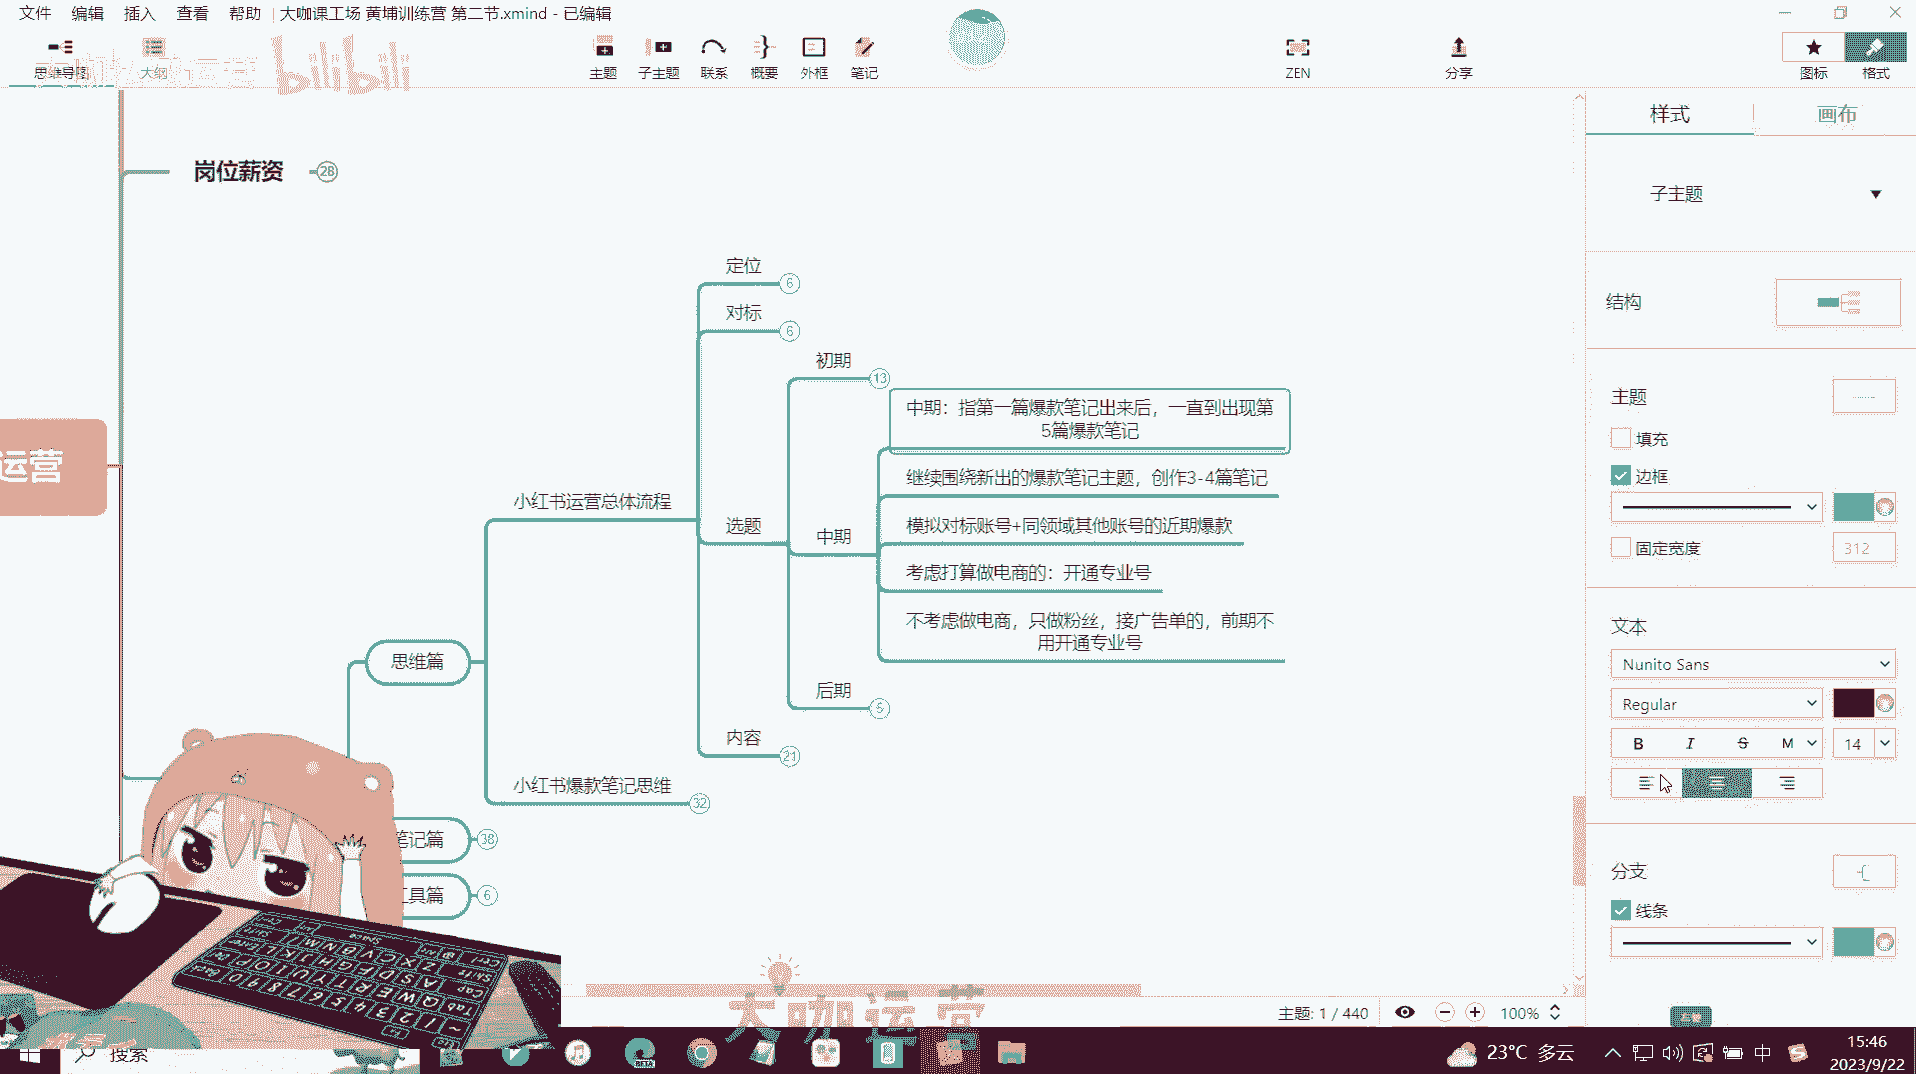 文件 编辑 插入 查看 帮助 大咖课工场 黄埔训练营 第二节.xmind - 已编辑
思维导图 大纲 主题 子主题 联系 概要 外框 笔记 ZEN 分享 图标 格式
bilibili
样式 画布
岗位薪资 28
子主题
定位 6
对标 6
结构
初期 13
中期：指第一篇爆款笔记出来后，一直到出现第
5篇爆款笔记
主题
填充
运营
继续围绕新出的爆款笔记主题，创作3-4篇笔记
边框
小红书运营总体流程
选题
中期
模拟对标账号+同领域其他账号的近期爆款
固定宽度 312
考虑打算做电商的：开通专业号
不考虑做电商，只做粉丝，接广告单的，前期不
用开通专业号
文本
思维篇
Nunito Sans
后期 5
Regular
内容 21
B I S M 14
小红书爆款笔记思维 32
笔记篇 38
分支
工具篇 6
线条
大咖运营
主题: 1 / 440 100%
搜索
BETA
23°C 多云 中 15:46
2023/9/22